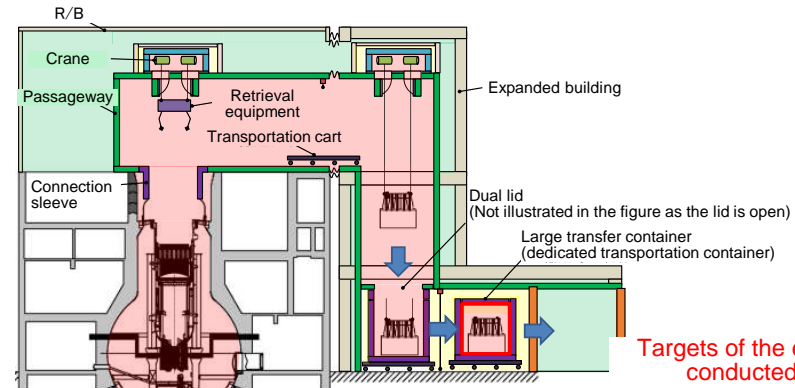 R/B
Crane
Passageway
Retrieval
equipment
Transportation cart
Expanded building
Connection
sleeve
Dual lid
(Not illustrated in the figure as the lid is open)
Large transfer container
(dedicated transportation container)
Targets of the
conducted